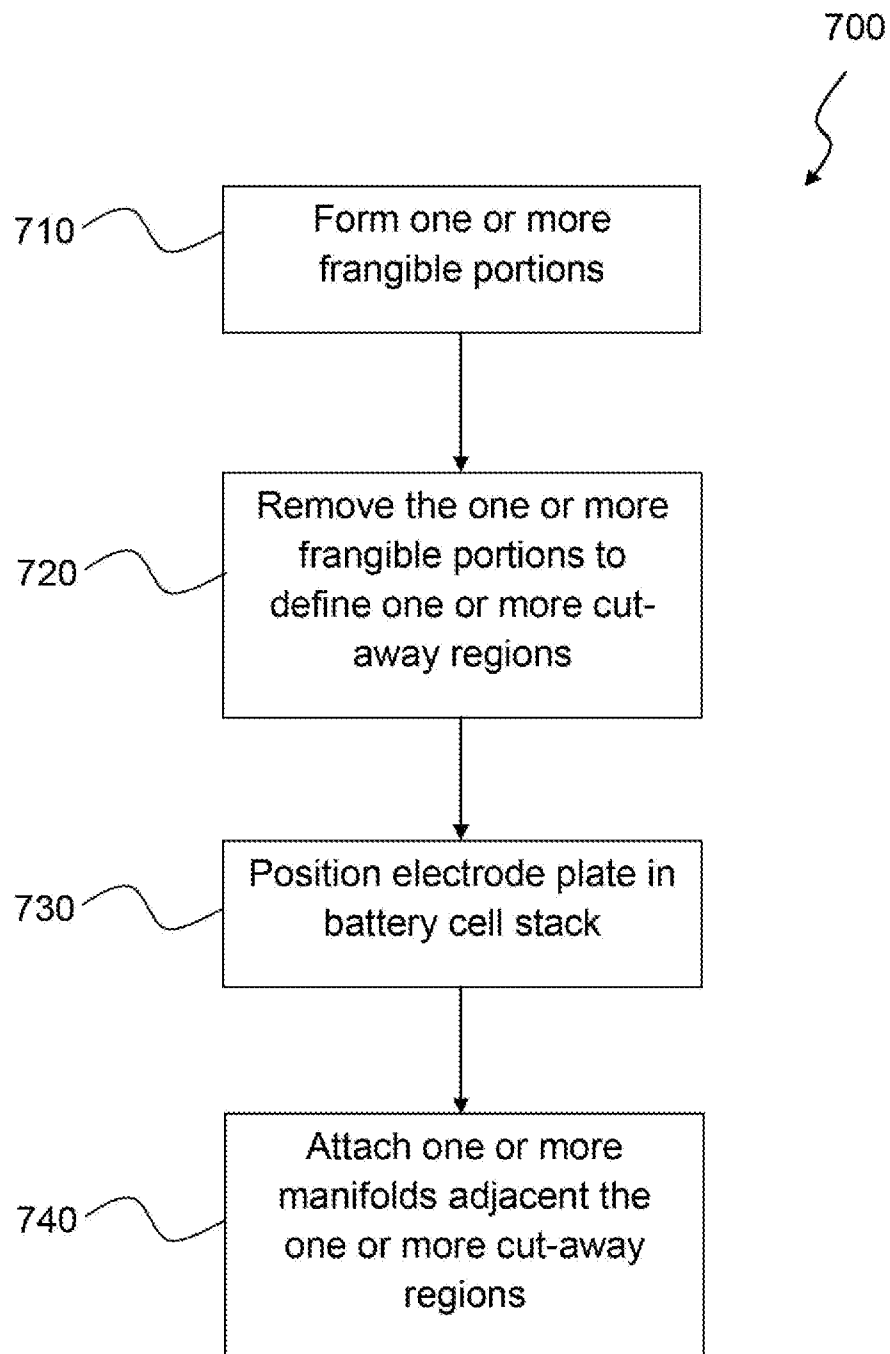 700
710
Form one or more
frangible portions
720
Remove the one or more
frangible portions to
define one or more cut-
away regions
730
Position electrode plate in
battery cell stack
740
Attach one or more
manifolds adjacent the
one or more cut-away
regions